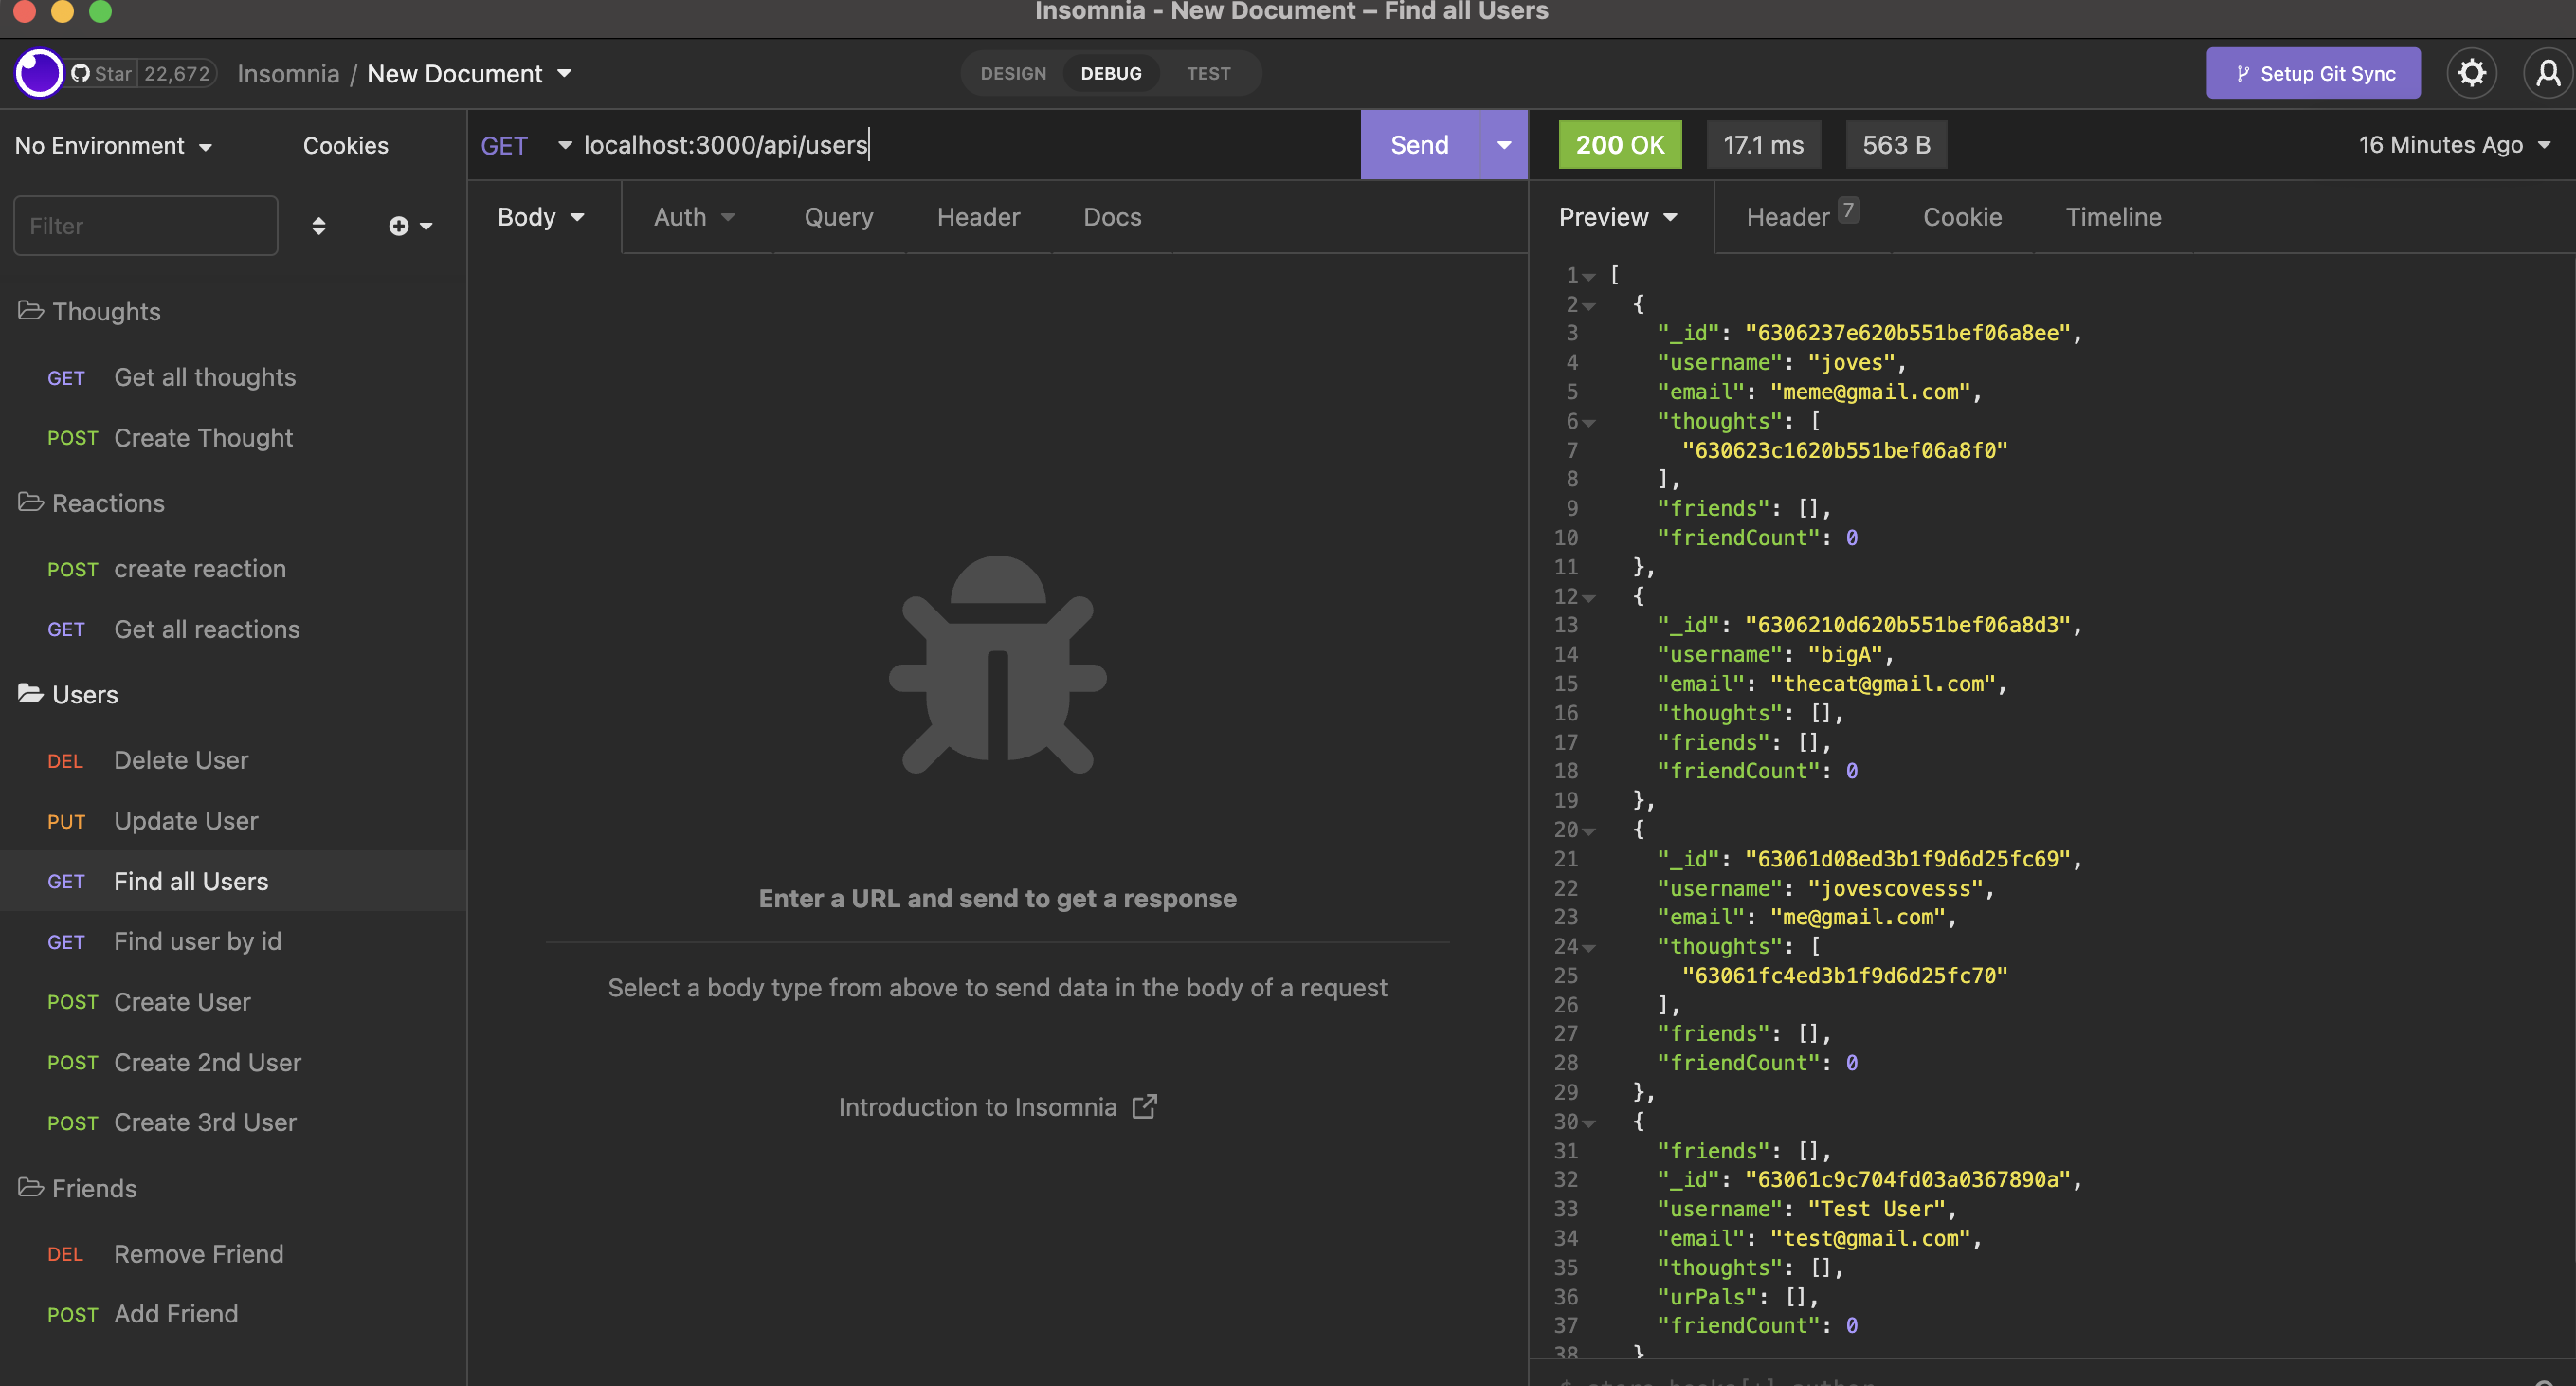 Insomnia - New Document – Find all Users
Star 22,672
Insomnia / New Document
DESIGN DEBUG TEST
Setup Git Sync
No Environment Cookies
GET localhost:3000/api/users
Send
200 OK 17.1 ms 563 B
16 Minutes Ago
Filter
Body Auth Query Header Docs
Preview Header 7 Cookie Timeline
Thoughts
GET Get all thoughts
POST Create Thought
Reactions
POST create reaction
GET Get all reactions
Users
DEL Delete User
PUT Update User
GET Find all Users
GET Find user by id
POST Create User
POST Create 2nd User
POST Create 3rd User
Friends
DEL Remove Friend
POST Add Friend
Enter a URL and send to get a response
Select a body type from above to send data in the body of a request
Introduction to Insomnia
1 [
2 {
3 "_id": "6306237e620b551bef06a8ee",
4 "username": "joves",
5 "email": "meme@gmail.com",
6 "thoughts": [
7 "630623c1620b551bef06a8f0"
8 ],
9 "friends": [],
10 "friendCount": 0
11 },
12 {
13 "_id": "6306210d620b551bef06a8d3",
14 "username": "bigA",
15 "email": "thecat@gmail.com",
16 "thoughts": [],
17 "friends": [],
18 "friendCount": 0
19 },
20 {
21 "_id": "63061d08ed3b1f9d6d25fc69",
22 "username": "jovescovesss",
23 "email": "me@gmail.com",
24 "thoughts": [
25 "63061fc4ed3b1f9d6d25fc70"
26 ],
27 "friends": [],
28 "friendCount": 0
29 },
30 {
31 "friends": [],
32 "_id": "63061c9c704fd03a0367890a",
33 "username": "Test User",
34 "email": "test@gmail.com",
35 "thoughts": [],
36 "urPals": [],
37 "friendCount": 0
38 }